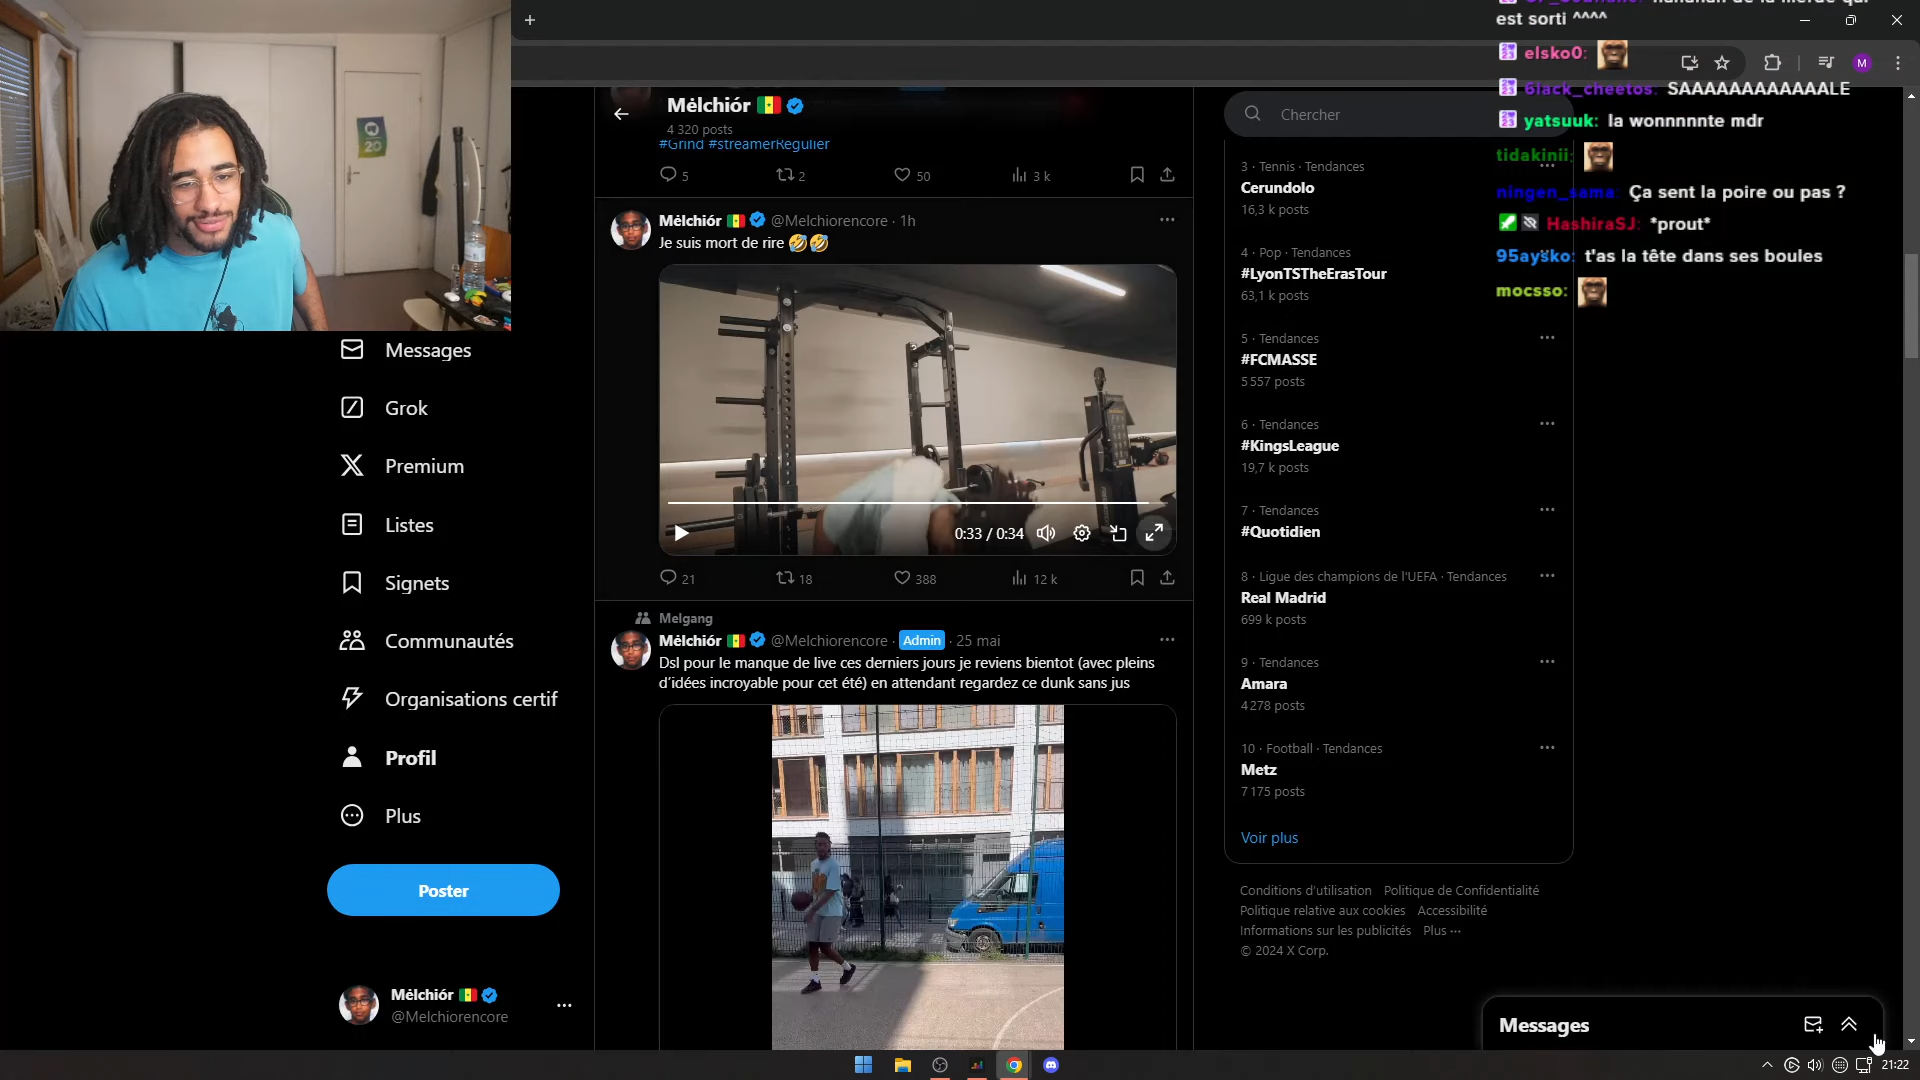 Mélchiór
4 320 posts
#Grind #streamerRegulier
5
2
50
3 k
Mélchiór @Melchiorencore · 1h
Je suis mort de rire 🤣🤣
0:33 / 0:34
21
18
388
12 k
Melgang
Mélchiór @Melchiorencore · Admin · 25 mai
Dsl pour le manque de live ces derniers jours je reviens bientot (avec pleins
d'idées incroyable pour cet été) en attendant regardez ce dunk sans jus
Messages
Grok
Premium
Listes
Signets
Communautés
Organisations certif
Profil
Plus
Poster
Mélchiór
@Melchiorencore
Chercher
3 · Tennis · Tendances
Cerundolo
16,3 k posts
4 · Pop · Tendances
#LyonTSTheErasTour
63,1 k posts
5 · Tendances
#FCMASSE
5 557 posts
6 · Tendances
#KingsLeague
19,7 k posts
7 · Tendances
#Quotidien
8 · Ligue des champions de l'UEFA · Tendances
Real Madrid
699 k posts
9 · Tendances
Amara
4 278 posts
10 · Football · Tendances
Metz
7 175 posts
Voir plus
Conditions d'utilisation Politique de Confidentialité
Politique relative aux cookies Accessibilité
Informations sur les publicités Plus ···
© 2024 X Corp.
est sorti ^^^^
elsko0:
6lack_cheetos: SAAAAAAAAAAAALE
yatsuuk: la wonnnnnte mdr
tidakinii:
ningen_sama: Ça sent la poire ou pas ?
HashiraSJ: *prout*
95aysko: t'as la tête dans ses boules
mocsso:
Messages
M
20
21:22